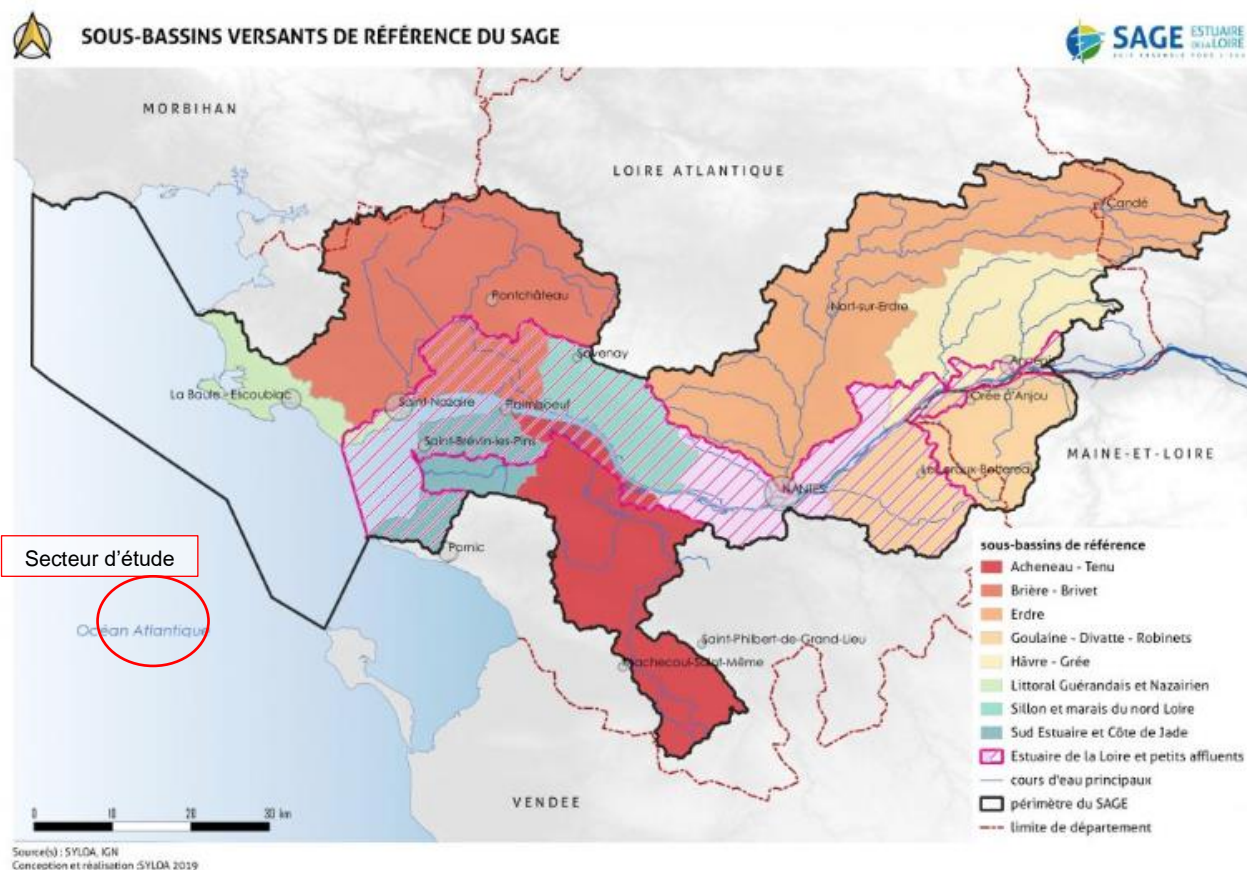 SOUS-BASSINS VERSANTS DE RÉFÉRENCE DU SAGE
SAGE ESTUAIRE DE LA LOIRE
MORBIHAN
LOIRE ATLANTIQUE
Candé
Pontchâteau
Nort-sur-Erdre
Savenay
Ancenis
La Baule - Escoublac
Saint-Nazaire
Paimboeuf
Orée d'Anjou
Saint-Brévin-les-Pins
MAINE-ET-LOIRE
Le Loroux-Bottereau
NANTES
Pornic
Secteur d'étude
Océan Atlantique
Saint-Philbert-de-Grand-Lieu
Machecoul-Saint-Même
VENDEE
sous-bassins de référence
Acheneau - Tenu
Brière - Brivet
Erdre
Goulaine - Divatte - Robinets
Hâvre - Grée
Littoral Guérandais et Nazairien
Sillon et marais du nord Loire
Sud Estuaire et Côte de Jade
Estuaire de la Loire et petits affluents
cours d'eau principaux
périmètre du SAGE
limite de département
0 10 20 30 km
Source(s) : SYLOA, IGN
Conception et réalisation :SYLOA 2019